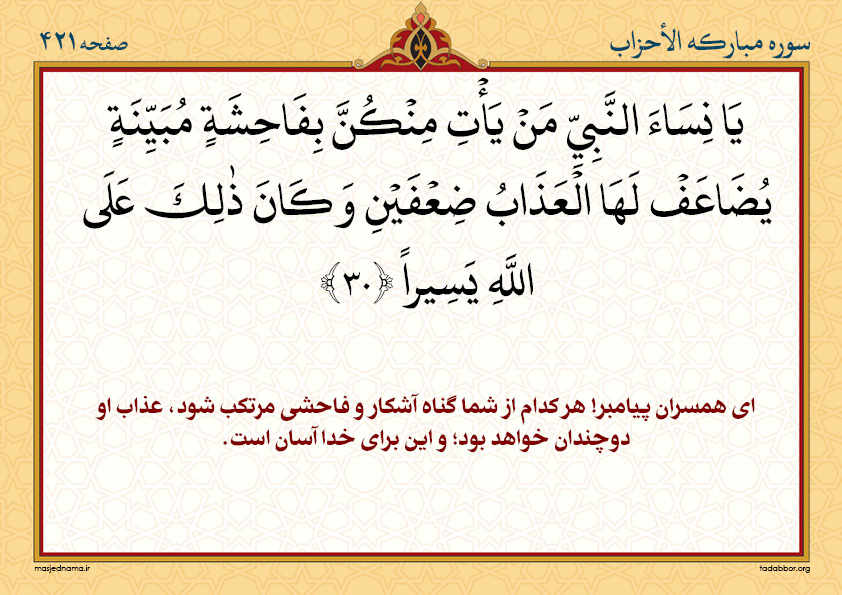 سوره مبارکه الأحزاب
صفحه ۴۲۱
يَا نِسَاءَ النَّبِيِّ مَنْ يَأْتِ مِنْكُنَّ بِفَاحِشَةٍ مُبَيِّنَةٍ
يُضَاعَفْ لَهَا الْعَذَابُ ضِعْفَيْنِ وَكَانَ ذٰلِكَ عَلَى
اللَّهِ يَسِيراً ﴿۳۰﴾
ای همسران پیامبر! هر کدام از شما گناه آشکار و فاحشی مرتکب شود، عذاب او
دوچندان خواهد بود؛ و این برای خدا آسان است.
masjednama.ir
tadabbor.org